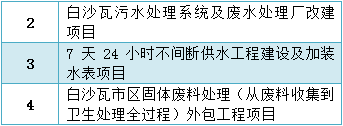 2 白沙瓦污水处理系统及废水处理厂改建
项目
3 7 天 24 小时不间断供水工程建设及加装
水表项目
4 白沙瓦市区固体废料处理（从废料收集到
卫生处理全过程）外包工程项目